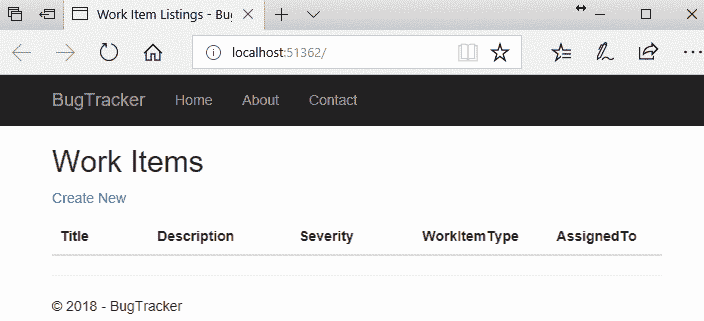 Work Item Listings - Bug
localhost:51362/
BugTracker Home About Contact
Work Items
Create New
Title Description Severity WorkItemType AssignedTo
© 2018 - BugTracker